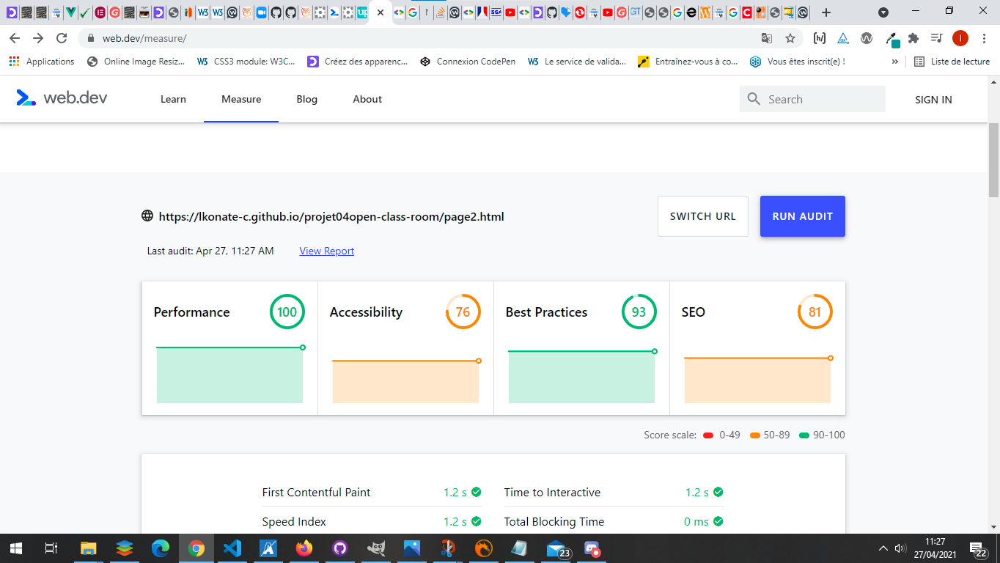 web.dev/measure/
Applications
Online Image Resiz...
CSS3 module: W3C...
Créez des apparenc...
Connexion CodePen
Le service de valida...
Entraînez-vous à co...
Vous êtes inscrit(e) !
»
Liste de lecture
web.dev
Learn
Measure
Blog
About
Search
SIGN IN
https://lkonate-c.github.io/projet04open-class-room/page2.html
SWITCH URL
RUN AUDIT
Last audit: Apr 27, 11:27 AM
View Report
Performance
100
Accessibility
76
Best Practices
93
SEO
81
Score scale: 0-49 50-89 90-100
First Contentful Paint 1.2 s
Time to Interactive 1.2 s
Speed Index 1.2 s
Total Blocking Time 0 ms
23
11:27
27/04/2021
22